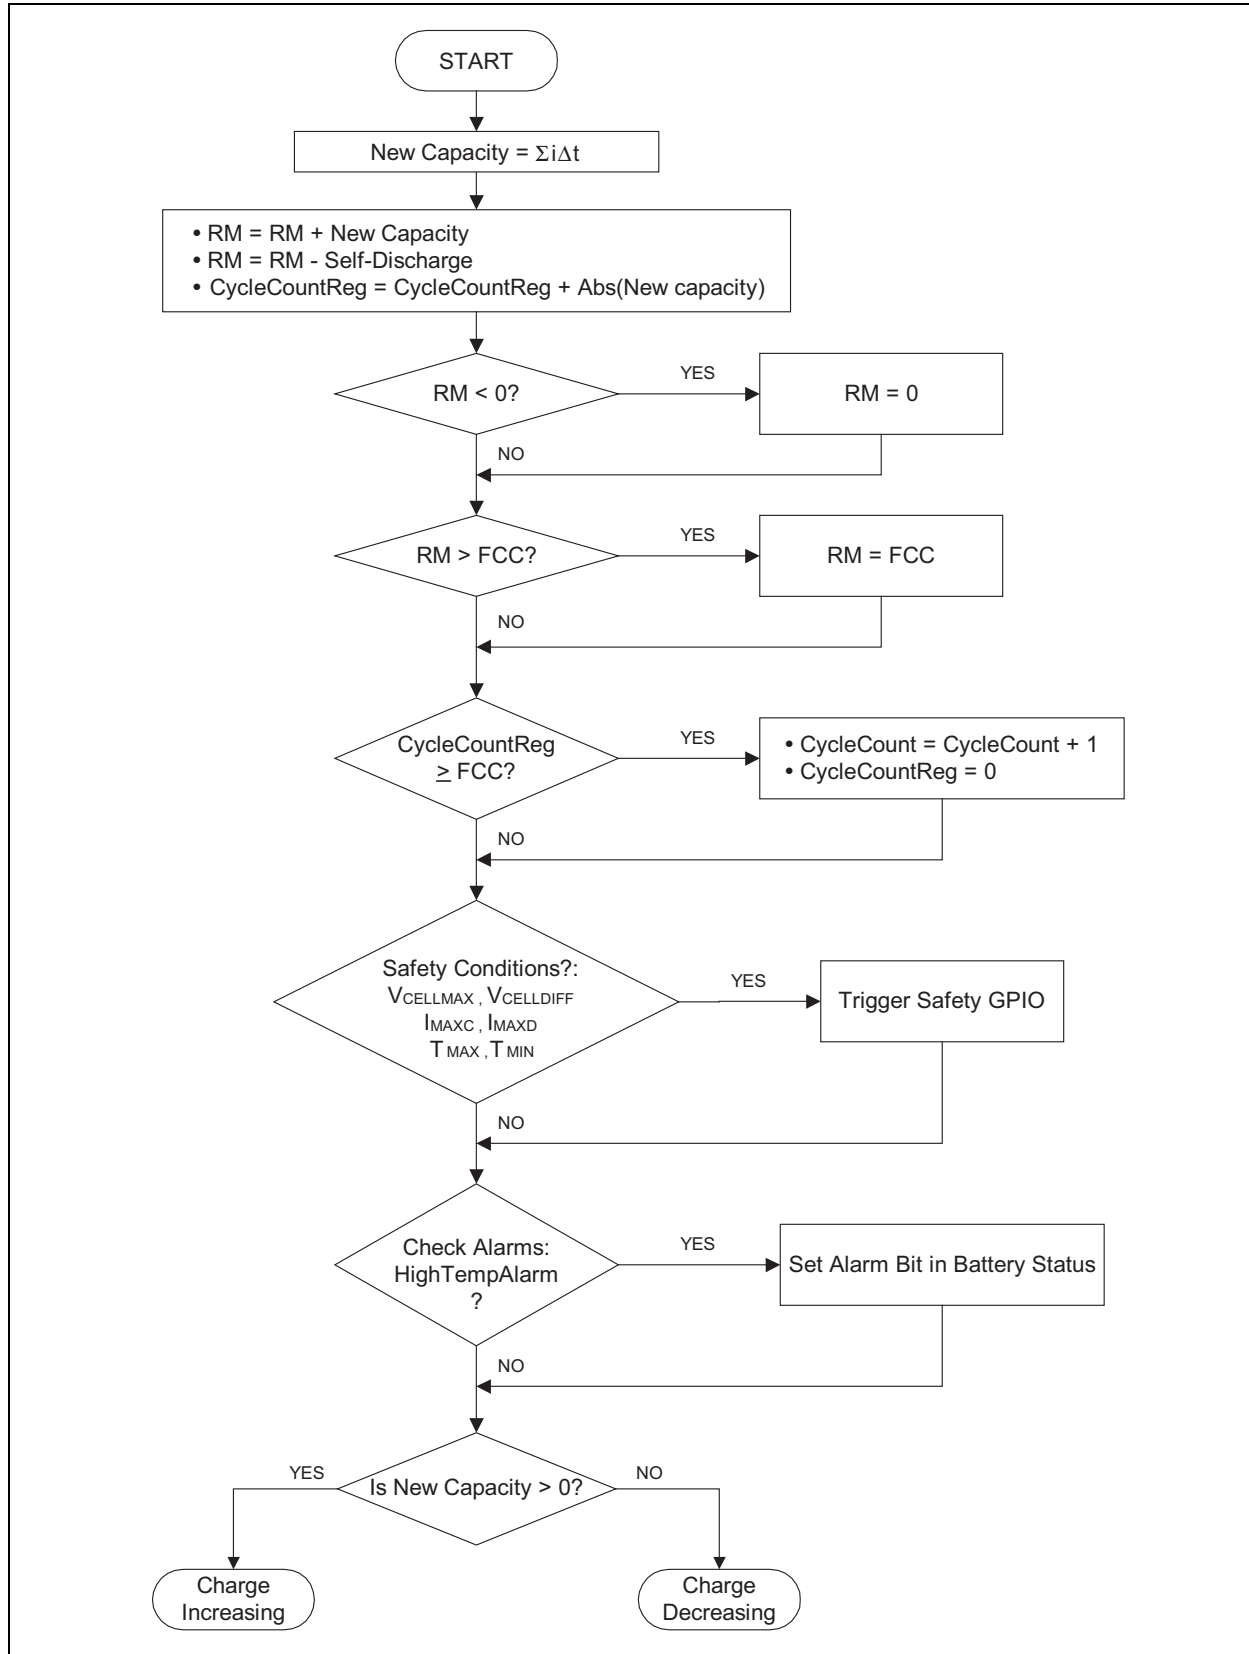 START
New Capacity = ΣiΔt
• RM = RM + New Capacity
• RM = RM - Self-Discharge
• CycleCountReg = CycleCountReg + Abs(New capacity)
RM < 0?
YES
RM = 0
NO
RM > FCC?
YES
RM = FCC
NO
CycleCountReg
≥ FCC?
YES
• CycleCount = CycleCount + 1
• CycleCountReg = 0
NO
Safety Conditions?:
VCELLMAX , VCELLDIFF
IMAXC , IMAXD
TMAX , TMIN
YES
Trigger Safety GPIO
NO
Check Alarms:
HighTempAlarm
?
YES
Set Alarm Bit in Battery Status
NO
Is New Capacity > 0?
YES
NO
Charge
Increasing
Charge
Decreasing